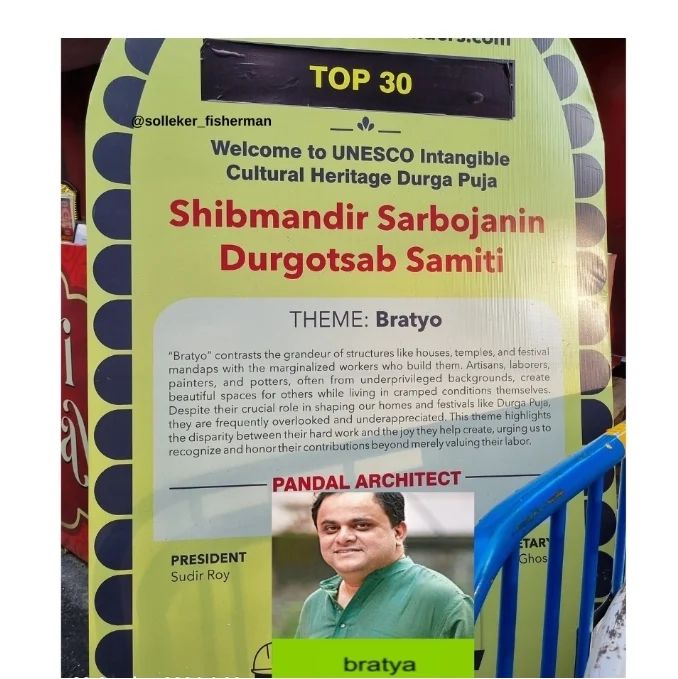 TOP 30
@solleker_fisherman
Welcome to UNESCO Intangible
Cultural Heritage Durga Puja
Shibmandir Sarbojanin
Durgotsab Samiti
THEME: Bratyo
"Bratyo" contrasts the grandeur of structures like houses, temples, and festival
mandaps with the marginalized workers who build them. Artisans, laborers,
painters, and potters, often from underprivileged backgrounds, create
beautiful spaces for others while living in cramped conditions themselves.
Despite their crucial role in shaping our homes and festivals like Durga Puja,
they are frequently overlooked and underappreciated. This theme highlights
the disparity between their hard work and the joy they help create, urging us to
recognize and honor their contributions beyond merely valuing their labor.
PANDAL ARCHITECT
PRESIDENT
Sudir Roy
bratya